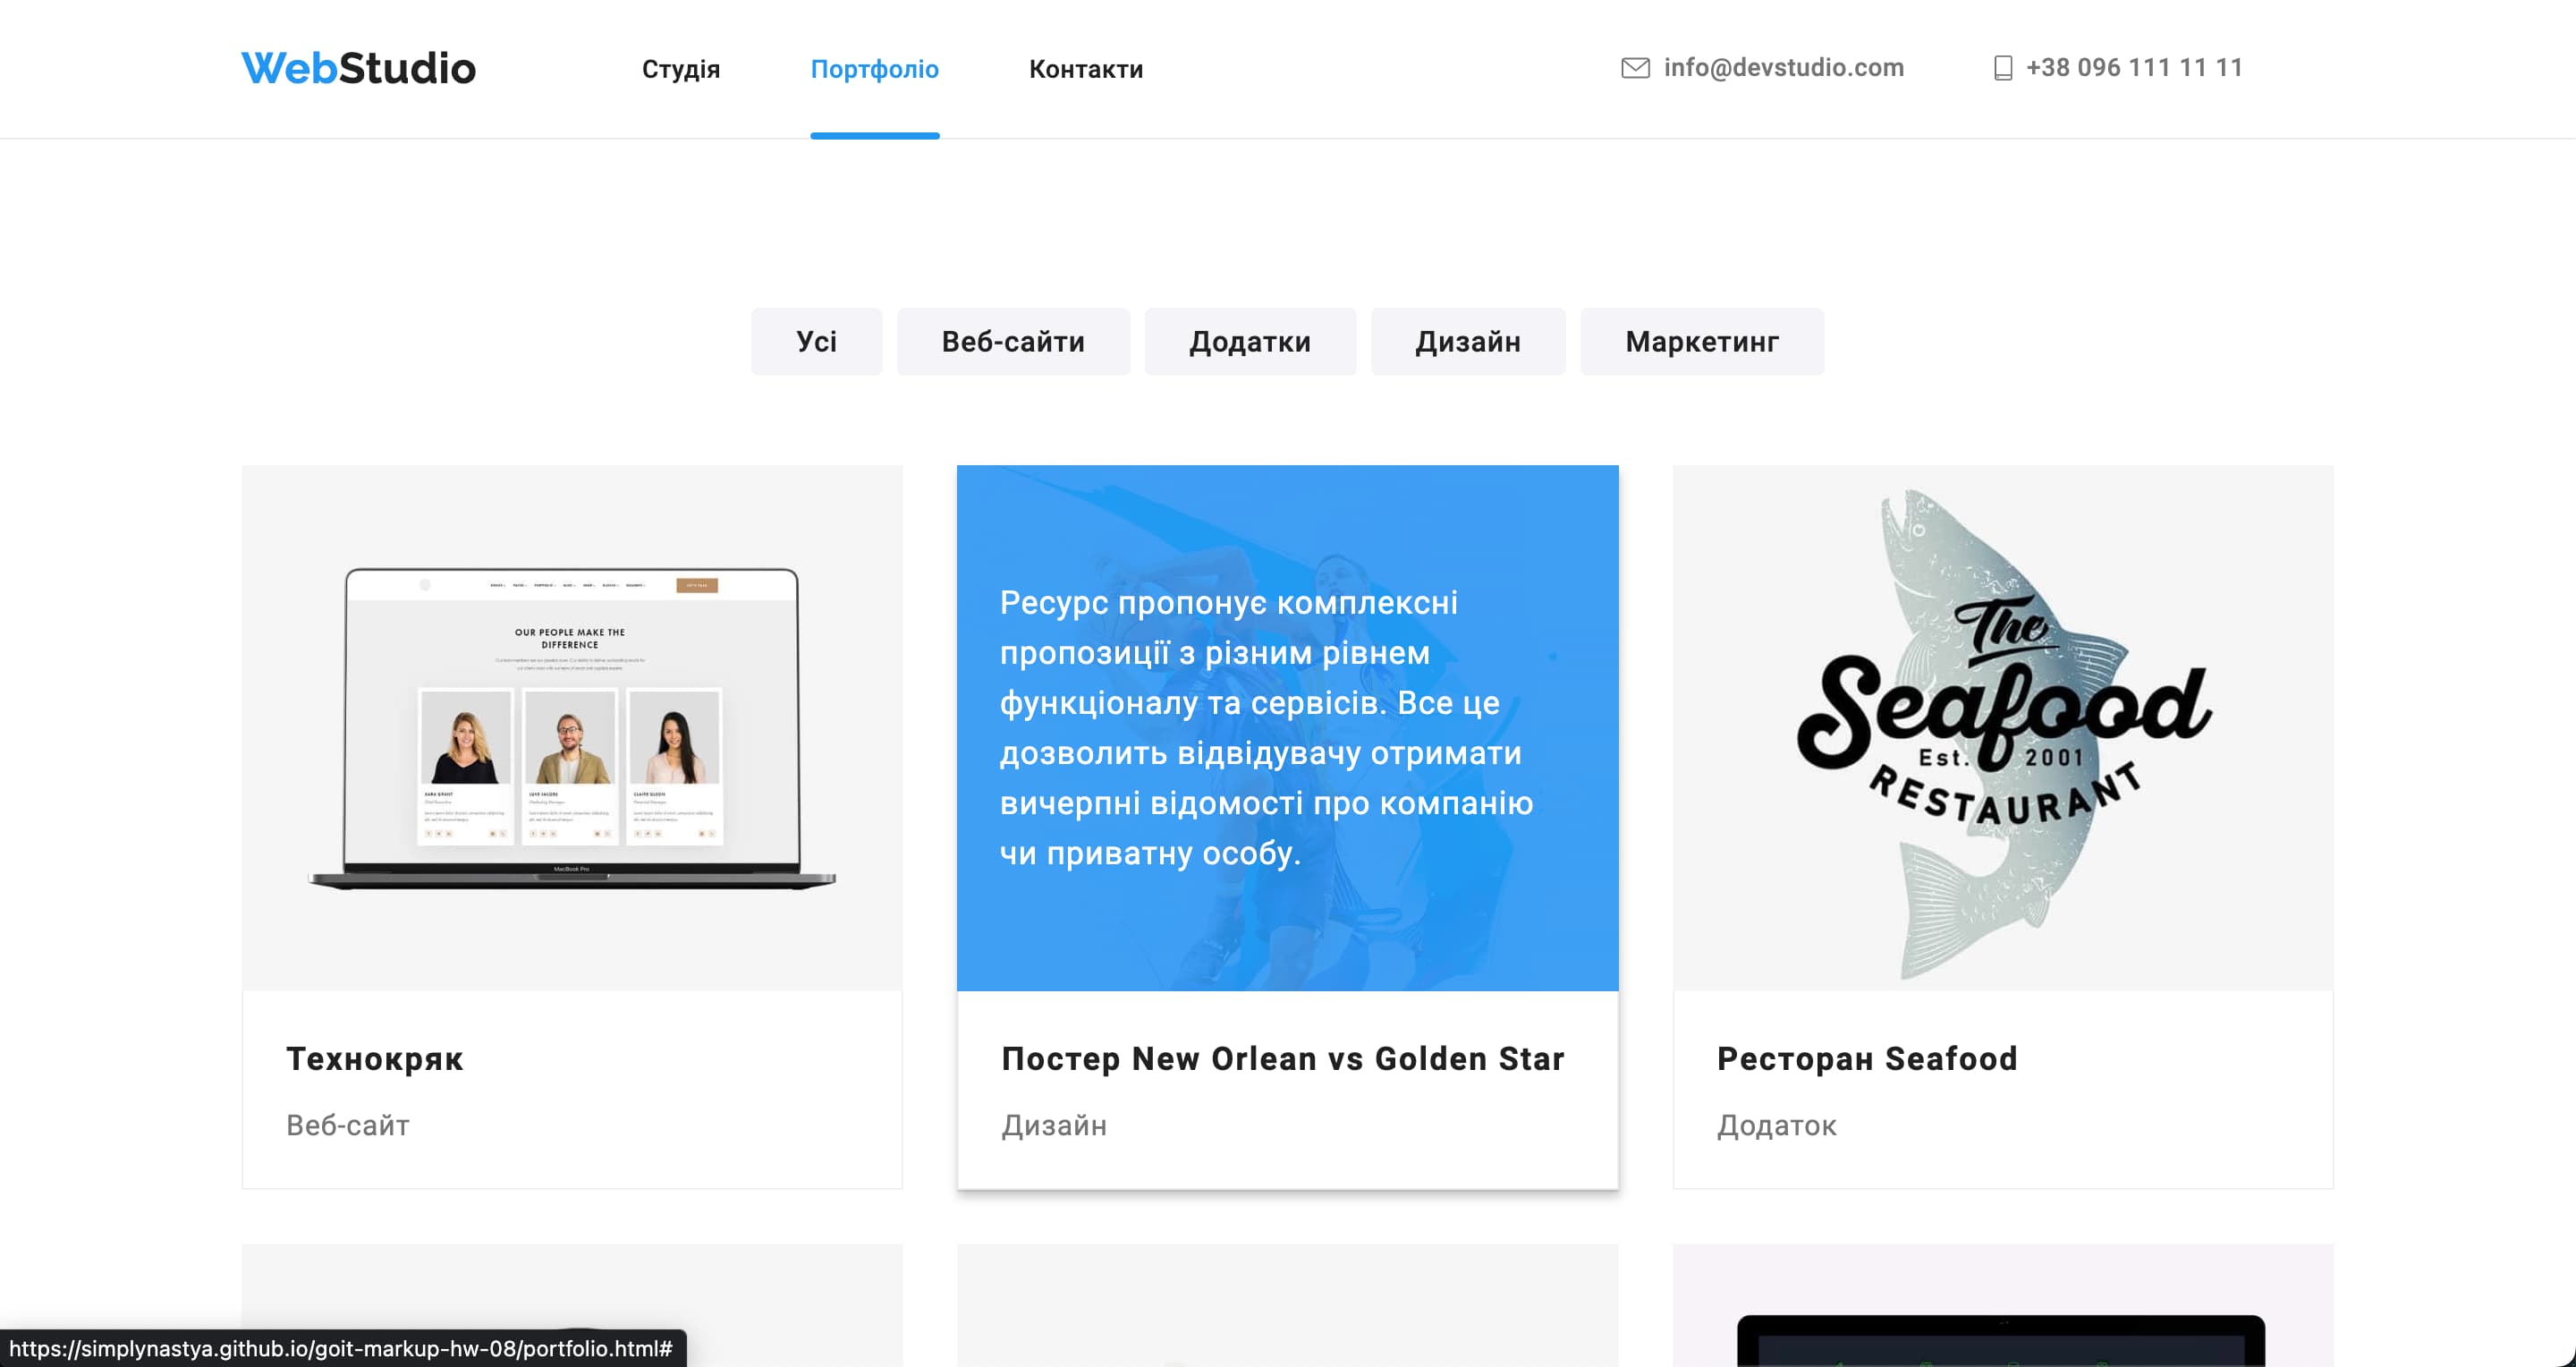 WebStudio
Студія
Портфоліо
Контакти
info@devstudio.com
+38 096 111 11 11
Усі
Веб-сайти
Додатки
Дизайн
Маркетинг
OUR PEOPLE MAKE THE
DIFFERENCE
MacBook Pro
Ресурс пропонує комплексні
пропозиції з різним рівнем
функціоналу та сервісів. Все це
дозволить відвідувачу отримати
вичерпні відомості про компанію
чи приватну особу.
The
Seafood
Est. 2001
RESTAURANT
Технокряк
Веб-сайт
Постер New Orlean vs Golden Star
Дизайн
Ресторан Seafood
Додаток
https://simplynastya.github.io/goit-markup-hw-08/portfolio.html#